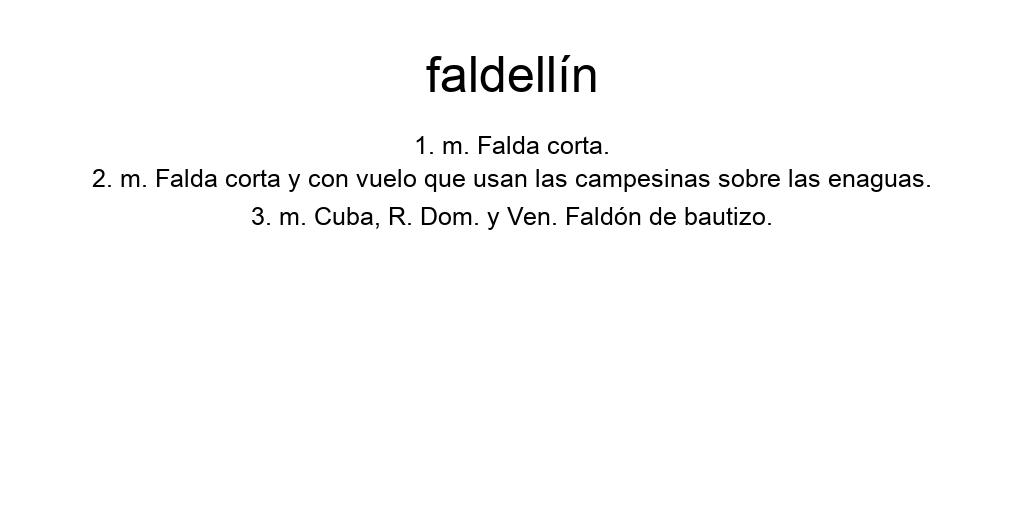 faldellín
1. m. Falda corta.
2. m. Falda corta y con vuelo que usan las campesinas sobre las enaguas.
3. m. Cuba, R. Dom. y Ven. Faldón de bautizo.